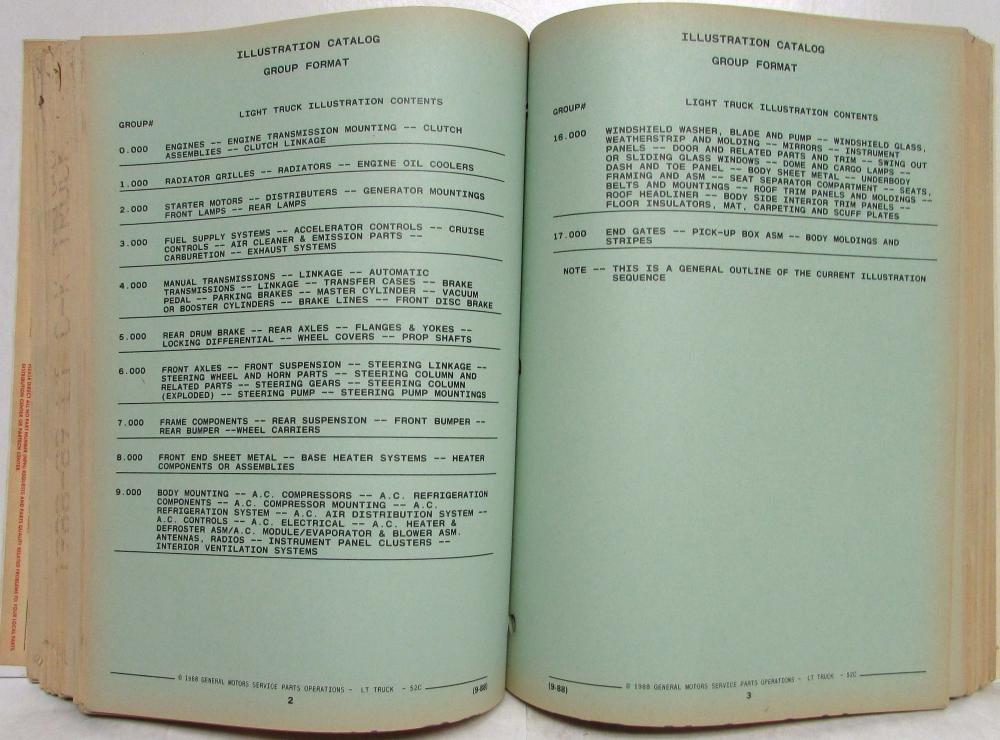 ILLUSTRATION CATALOG
GROUP FORMAT
LIGHT TRUCK ILLUSTRATION CONTENTS
GROUP#
0.000 ENGINES -- ENGINE TRANSMISSION MOUNTING -- CLUTCH
ASSEMBLIES -- CLUTCH LINKAGE
1.000 RADIATOR GRILLES -- RADIATORS -- ENGINE OIL COOLERS
2.000 STARTER MOTORS -- DISTRIBUTERS -- GENERATOR MOUNTINGS
FRONT LAMPS -- REAR LAMPS
3.000 FUEL SUPPLY SYSTEMS -- ACCELERATOR CONTROLS -- CRUISE
CONTROLS -- AIR CLEANER & EMISSION PARTS --
CARBURETION -- EXHAUST SYSTEMS
4.000 MANUAL TRANSMISSIONS -- LINKAGE -- AUTOMATIC
TRANSMISSIONS -- LINKAGE -- TRANSFER CASES -- BRAKE
PEDAL -- PARKING BRAKES -- MASTER CYLINDER -- VACUUM
OR BOOSTER CYLINDERS -- BRAKE LINES -- FRONT DISC BRAKE
5.000 REAR DRUM BRAKE -- REAR AXLES -- FLANGES & YOKES --
LOCKING DIFFERENTIAL -- WHEEL COVERS -- PROP SHAFTS
6.000 FRONT AXLES -- FRONT SUSPENSION -- STEERING LINKAGE --
STEERING WHEEL AND HORN PARTS -- STEERING COLUMN AND
RELATED PARTS -- STEERING GEARS -- STEERING COLUMN
(EXPLODED) -- STEERING PUMP -- STEERING PUMP MOUNTINGS
7.000 FRAME COMPONENTS -- REAR SUSPENSION -- FRONT BUMPER --
REAR BUMPER --WHEEL CARRIERS
8.000 FRONT END SHEET METAL -- BASE HEATER SYSTEMS -- HEATER
COMPONENTS OR ASSEMBLIES
9.000 BODY MOUNTING -- A.C. COMPRESSORS -- A.C. REFRIGERATION
COMPONENTS -- A.C. COMPRESSOR MOUNTING -- A.C.
REFRIGERATION SYSTEM -- A.C. AIR DISTRIBUTION SYSTEM --
A.C. CONTROLS -- A.C. ELECTRICAL -- A.C. HEATER &
DEFROSTER ASM/A.C. MODULE/EVAPORATOR & BLOWER ASM.
ANTENNAS, RADIOS -- INSTRUMENT PANEL CLUSTERS --
INTERIOR VENTILATION SYSTEMS
© 1988 GENERAL MOTORS SERVICE PARTS OPERATIONS - LT TRUCK - 52C
(9-88)
2
ILLUSTRATION CATALOG
GROUP FORMAT
LIGHT TRUCK ILLUSTRATION CONTENTS
GROUP#
16.000 WINDSHIELD WASHER, BLADE AND PUMP -- WINDSHIELD GLASS,
WEATHERSTRIP AND MOLDING -- MIRRORS -- INSTRUMENT
PANELS -- DOOR AND RELATED PARTS AND TRIM -- SWING OUT
OR SLIDING GLASS WINDOWS -- DOME AND CARGO LAMPS --
DASH AND TOE PANEL -- BODY SHEET METAL -- UNDERBODY
FRAMING AND ASM -- SEAT SEPARATOR COMPARTMENT -- SEATS,
BELTS AND MOUNTINGS -- ROOF TRIM PANELS AND MOLDINGS --
ROOF HEADLINER -- BODY SIDE INTERIOR TRIM PANELS --
FLOOR INSULATORS, MAT, CARPETING AND SCUFF PLATES
17.000 END GATES -- PICK-UP BOX ASM -- BODY MOLDINGS AND
STRIPES
NOTE -- THIS IS A GENERAL OUTLINE OF THE CURRENT ILLUSTRATION
SEQUENCE
(9-88)
© 1988 GENERAL MOTORS SERVICE PARTS OPERATIONS - LT TRUCK - 52C
3